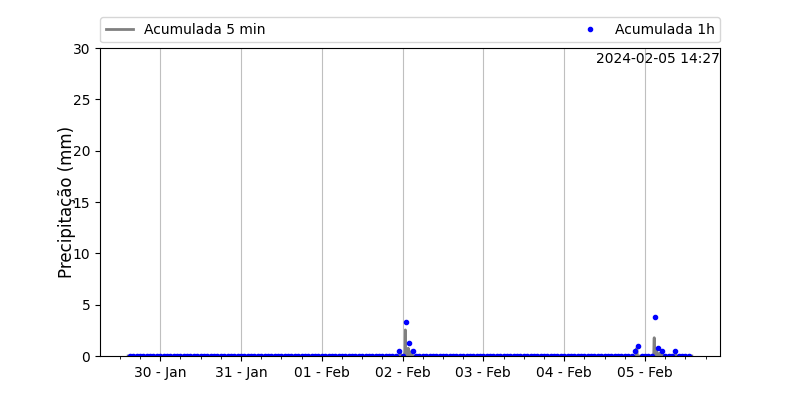 Acumulada 5 min
Acumulada 1h
2024-02-05 14:27
Precipitação (mm)
30
25
20
15
10
5
0
30 - Jan
31 - Jan
01 - Feb
02 - Feb
03 - Feb
04 - Feb
05 - Feb